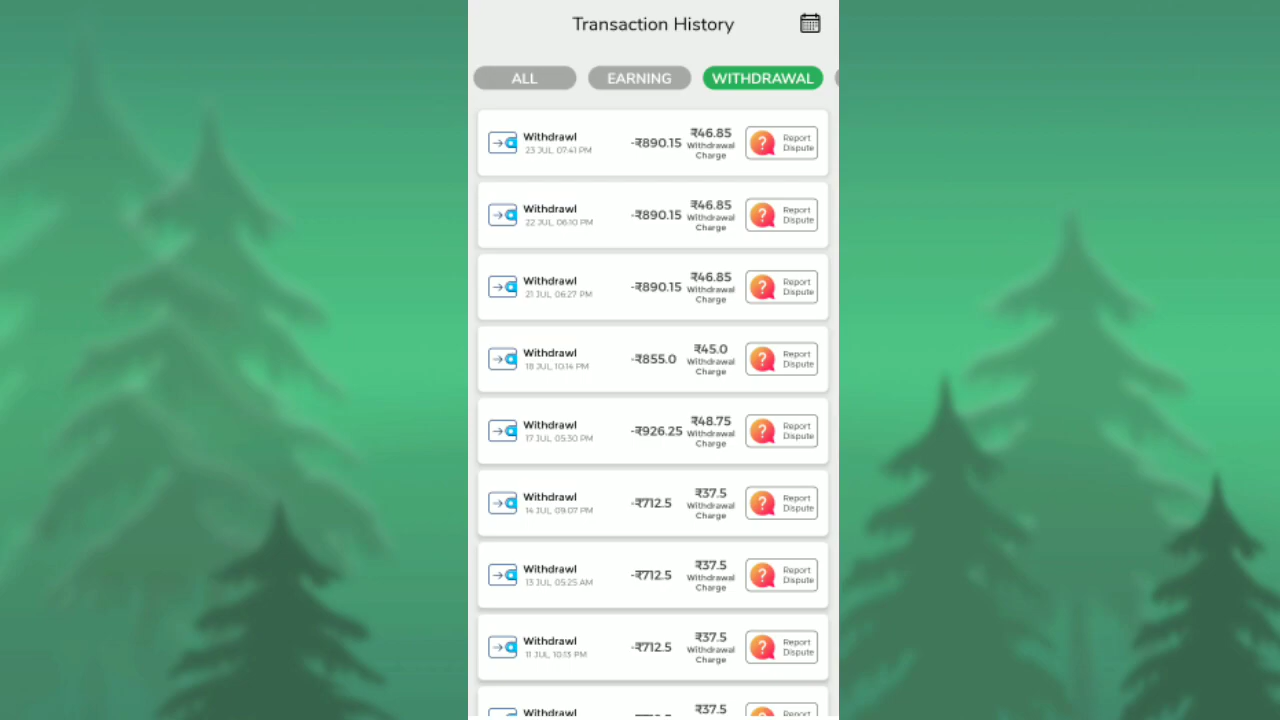 Transaction History
ALL EARNING WITHDRAWAL
Withdrawl
23 JUL, 07:41 PM
-₹890.15
₹46.85
Withdrawal
Charge
Report
Dispute
Withdrawl
22 JUL, 06:10 PM
-₹890.15
₹46.85
Withdrawal
Charge
Report
Dispute
Withdrawl
21 JUL, 06:27 PM
-₹890.15
₹46.85
Withdrawal
Charge
Report
Dispute
Withdrawl
18 JUL, 10:14 PM
-₹855.0
₹45.0
Withdrawal
Charge
Report
Dispute
Withdrawl
17 JUL, 05:30 PM
-₹926.25
₹48.75
Withdrawal
Charge
Report
Dispute
Withdrawl
14 JUL, 09:07 PM
-₹712.5
₹37.5
Withdrawal
Charge
Report
Dispute
Withdrawl
13 JUL, 05:25 AM
-₹712.5
₹37.5
Withdrawal
Charge
Report
Dispute
Withdrawl
11 JUL, 10:13 PM
-₹712.5
₹37.5
Withdrawal
Charge
Report
Dispute
Withdrawl
₹37.5
Report